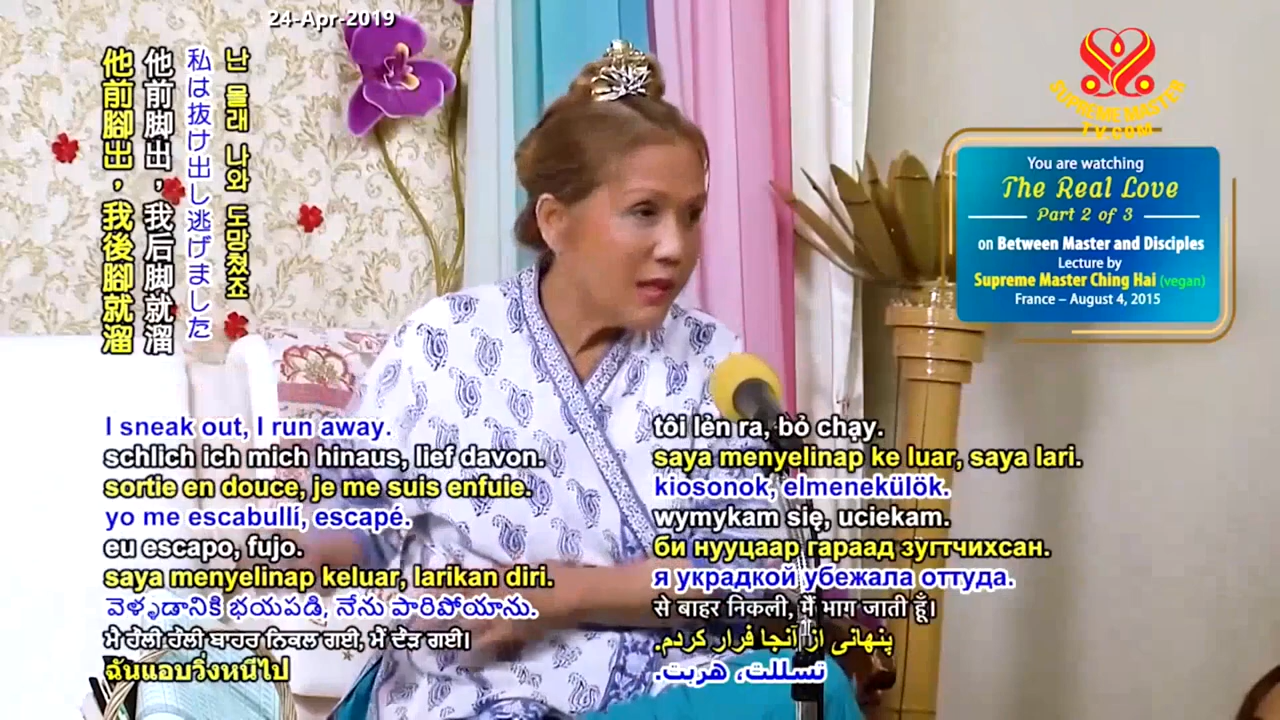 24-Apr-2019
난 몰래 나와 도망쳤죠
私は抜け出し逃げました
他前脚出，我后脚就溜
他前腳出，我後腳就溜
SUPREME MASTER
TV.COM
You are watching
The Real Love
Part 2 of 3
on Between Master and Disciples
Lecture by
Supreme Master Ching Hai (vegan)
France – August 4, 2015
I sneak out, I run away.
schlich ich mich hinaus, lief davon.
sortie en douce, je me suis enfuie.
yo me escabullí, escapé.
eu escapo, fujo.
saya menyelinap keluar, larikan diri.
వెళ్ళడానికి భయపడి, నేను పారిపోయాను.
ਮੈਂ ਹੌਲੀ ਹੌਲੀ ਬਾਹਰ ਨਿਕਲ ਗਈ, ਮੈਂ ਦੌੜ ਗਈ।
ฉันแอบวิ่งหนีไป
tôi lẻn ra, bỏ chạy.
saya menyelinap ke luar, saya lari.
kiosonok, elmenekülök.
wymykam się, uciekam.
би нууцаар гараад зугтчихсан.
я украдкой убежала оттуда.
से बाहर निकली, मैं भाग जाती हूँ।
پنهانی از آنجا فرار کردم.
تسللت، هربت.